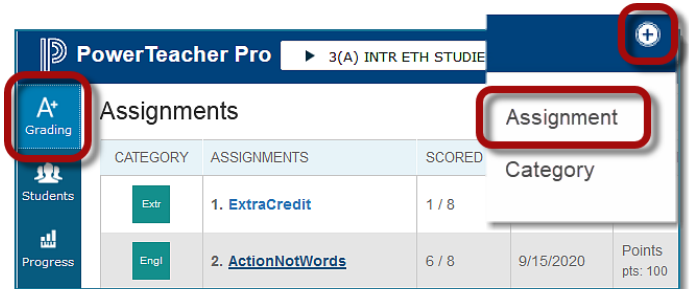 PowerTeacher Pro
3(A) INTR ETH STUDIE
A+
Grading
Assignments
Assignment
CATEGORY ASSIGNMENTS SCORED
Category
Students
Extr 1. ExtraCredit 1 / 8
Progress
Engl 2. ActionNotWords 6 / 8 9/15/2020 Points
pts: 100